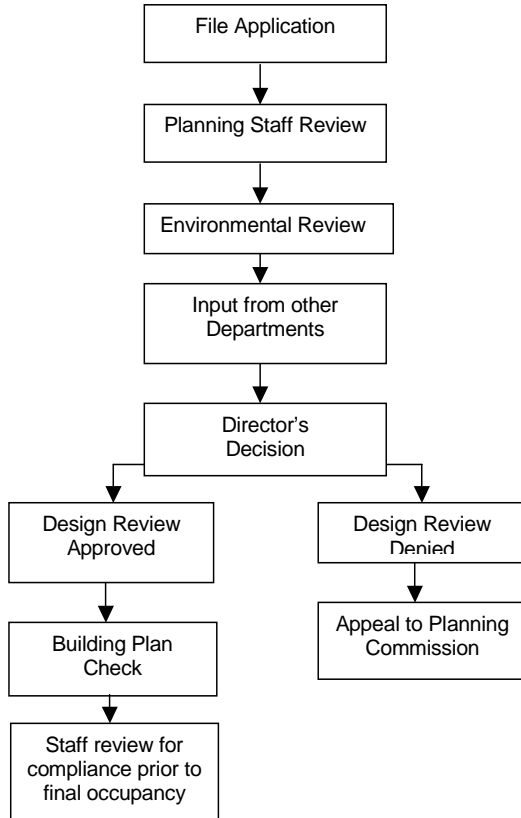 File Application
Planning Staff Review
Environmental Review
Input from other
Departments
Director's
Decision
Design Review
Approved
Design Review
Denied
Building Plan
Check
Appeal to Planning
Commission
Staff review for
compliance prior to
final occupancy